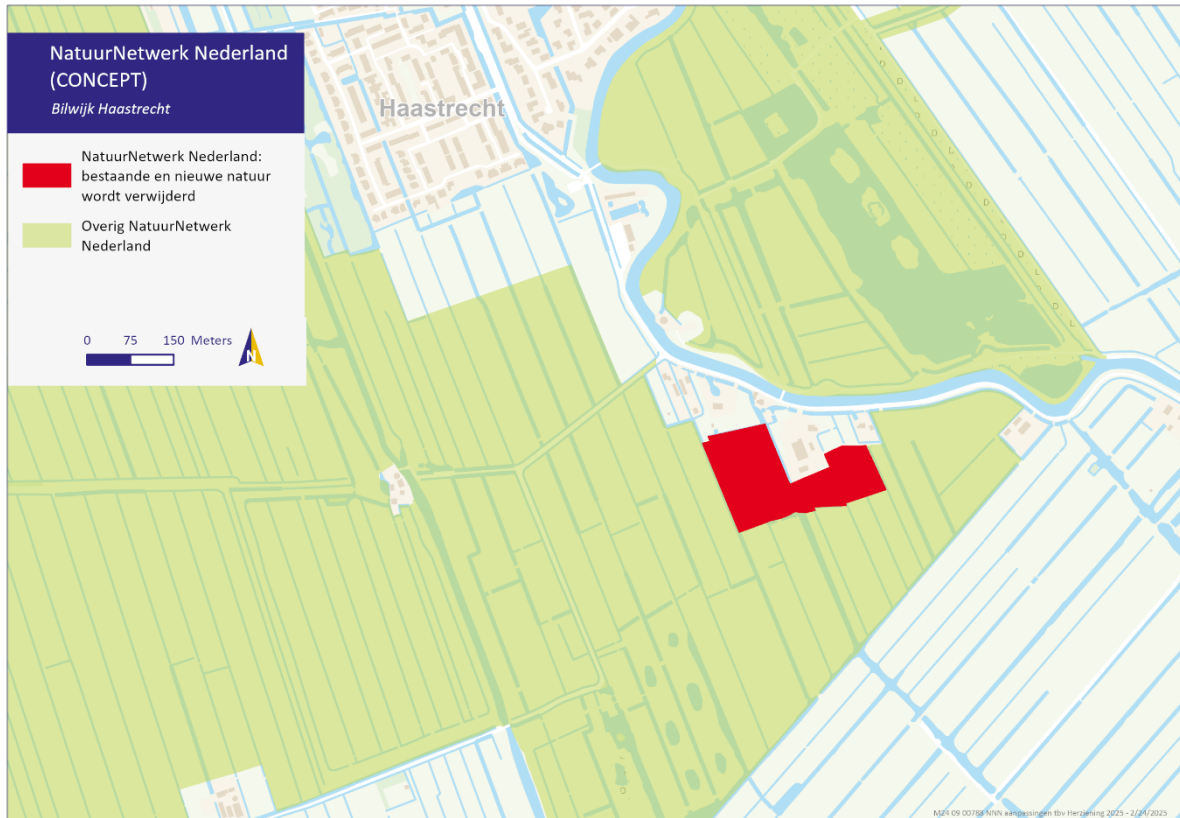 NatuurNetwerk Nederland
(CONCEPT)
Bilwijk Haastrecht
NatuurNetwerk Nederland:
bestaande en nieuwe natuur
wordt verwijderd
Overig NatuurNetwerk
Nederland
0 75 150 Meters
N
Haastrecht
M24 09 00788 NNN aanpassingen tbv Herziening 2025 - 2/24/2025